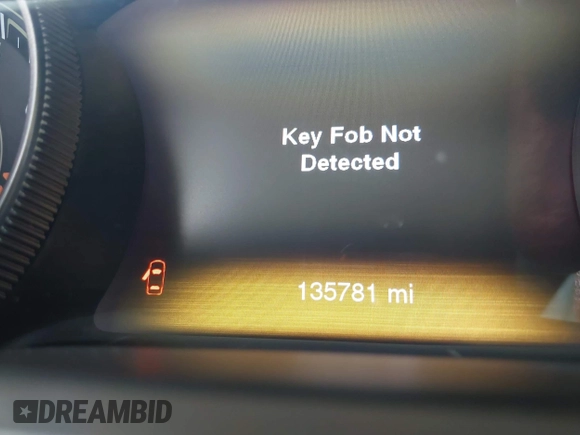 Key Fob Not
Detected
135781 mi
DREAMBID